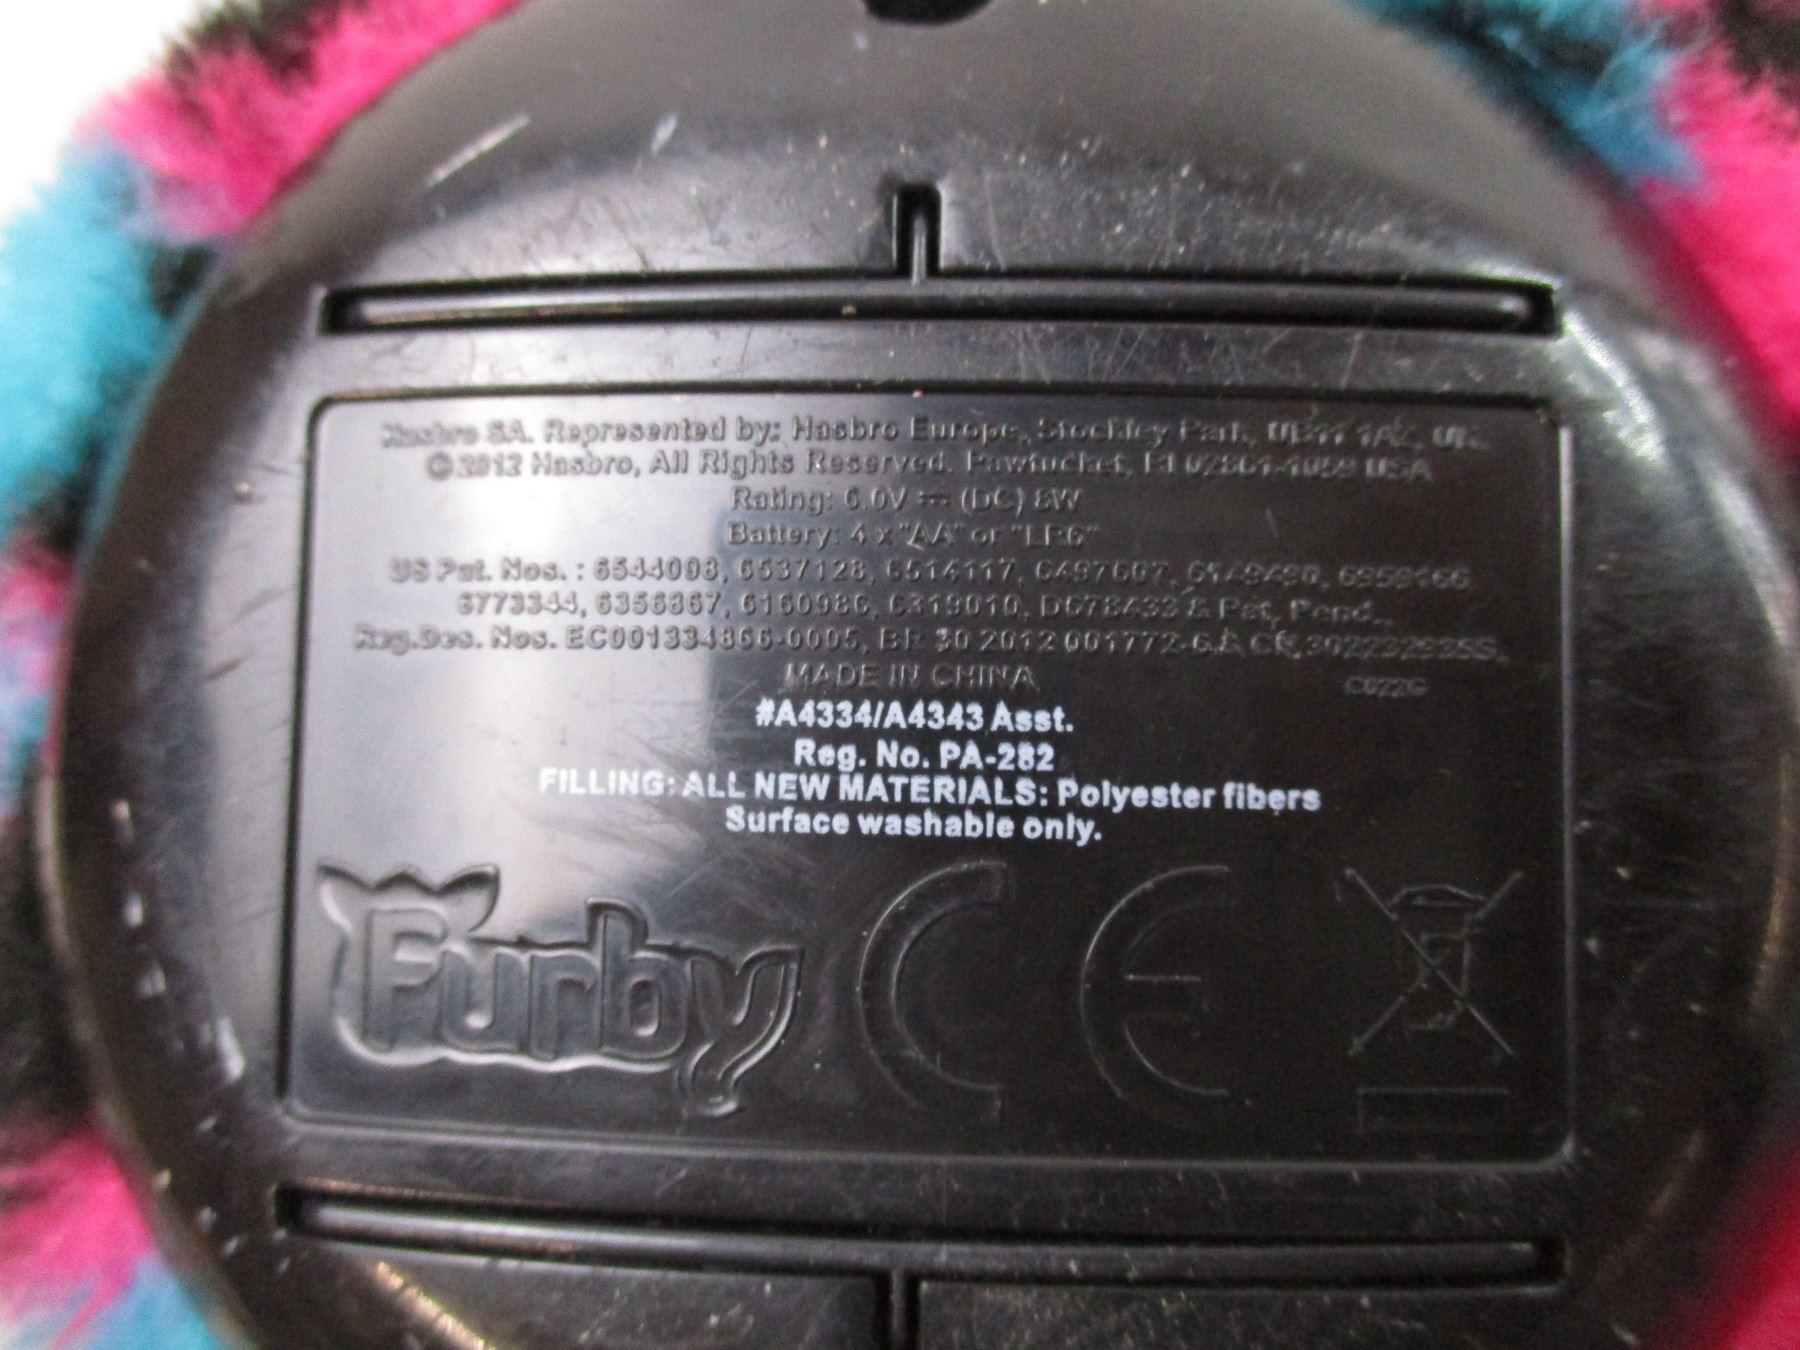 Hasbro SA. Represented by: Hasbro Europe, Stockley Park, UB11 1AZ, UK.
© 2012 Hasbro, All Rights Reserved. Pawtucket, RI 02861-1059 USA
Rating: 6.0V ⎓ (DC) 8W
Battery: 4 x "AA" or "LR6"
US Pat. Nos. : 6544098, 6537128, 6514117, 6497607, 6149490, 6959166
6773344, 6356867, 6160986, 6319010, D678433 & Pat. Pend.,
Reg.Des. Nos. EC001334866-0005, BR 30 2012 001772-6
MADE IN CHINA
#A4334/A4343 Asst.
Reg. No. PA-282
FILLING: ALL NEW MATERIALS: Polyester fibers
Surface washable only.
Furby CE